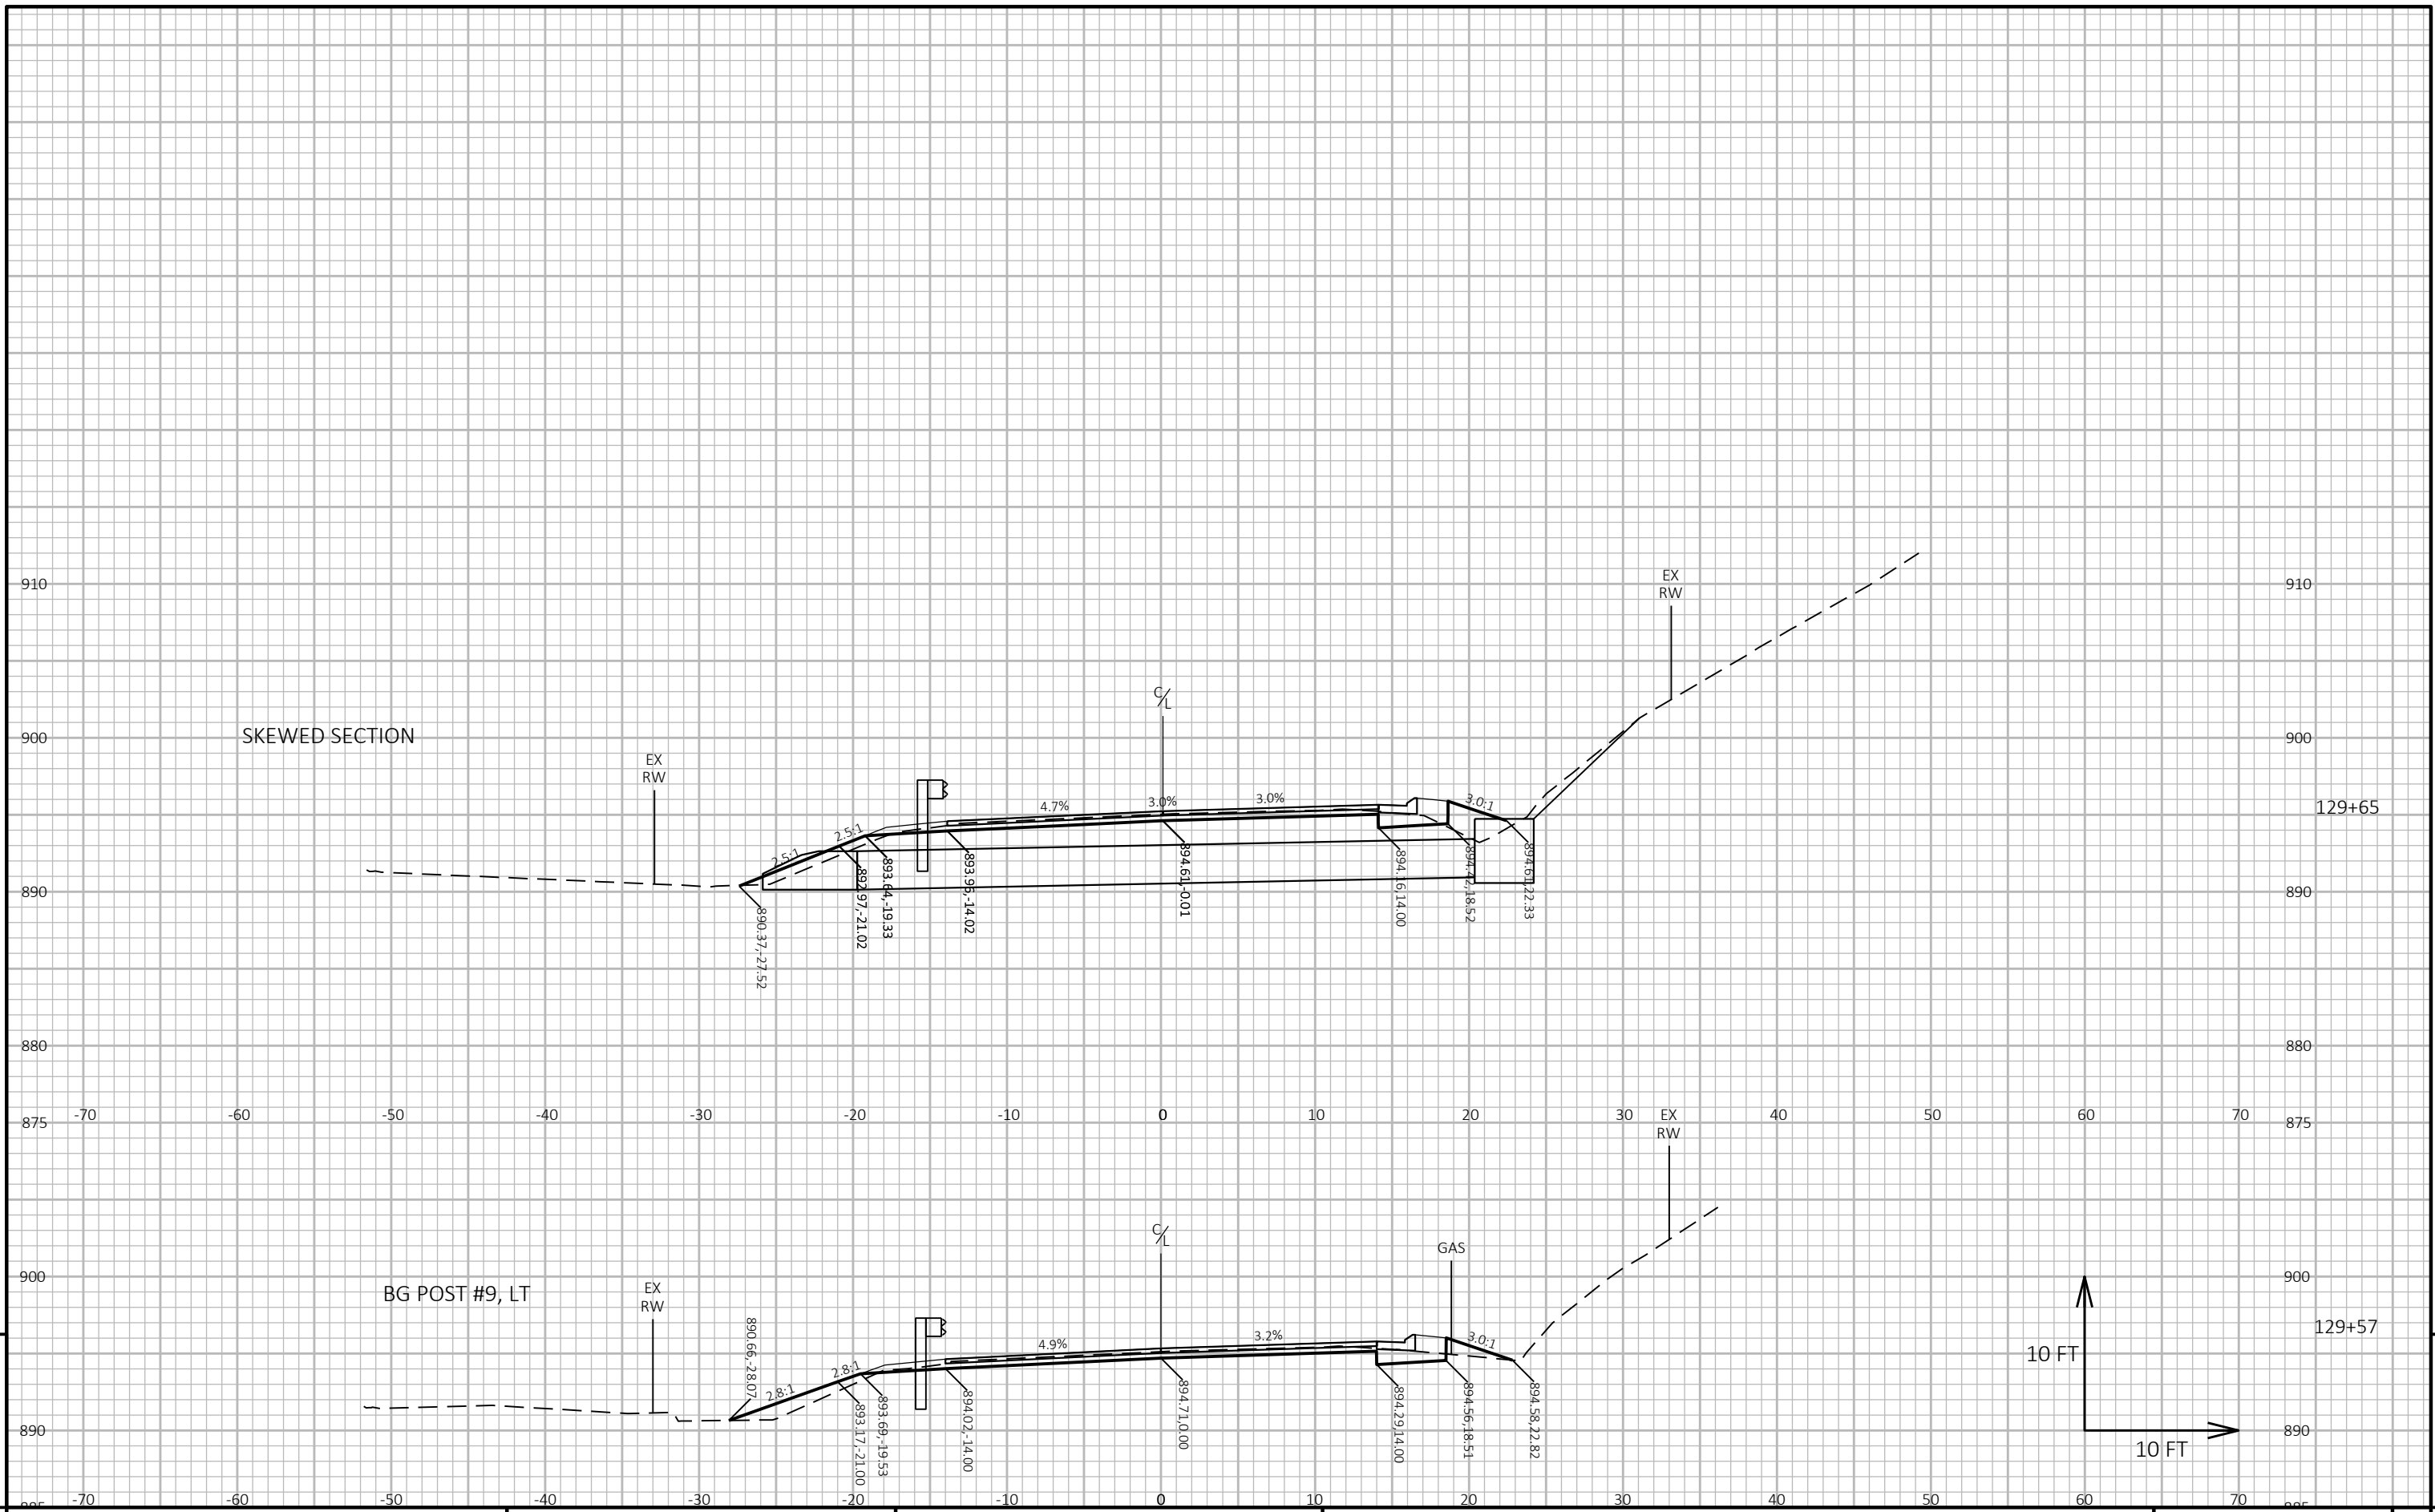 EX
RW
910
910
C/L
SKEWED SECTION
900
900
EX
RW
4.7%
3.0%
3.0%
3.0:1
129+65
2.5:1
2.5:1
890
890
890.37,-27.52
892.97,-21.02
893.64,-19.33
893.95,-14.02
894.61,-0.01
894.16,14.00
894.42,18.52
894.61,22.33
880
880
-70 -60 -50 -40 -30 -20 -10 0 10 20 30 40 50 60 70
875
875
EX
RW
C/L
GAS
900
900
BG POST #9, LT
EX
RW
129+57
4.9%
3.2%
3.0:1
2.8:1
2.8:1
10 FT
10 FT
890
890
890.66,-28.07
893.17,-21.00
893.69,-19.53
894.02,-14.00
894.71,0.00
894.29,14.00
894.56,18.51
894.58,22.82
-70 -60 -50 -40 -30 -20 -10 0 10 20 30 40 50 60 70
885
885